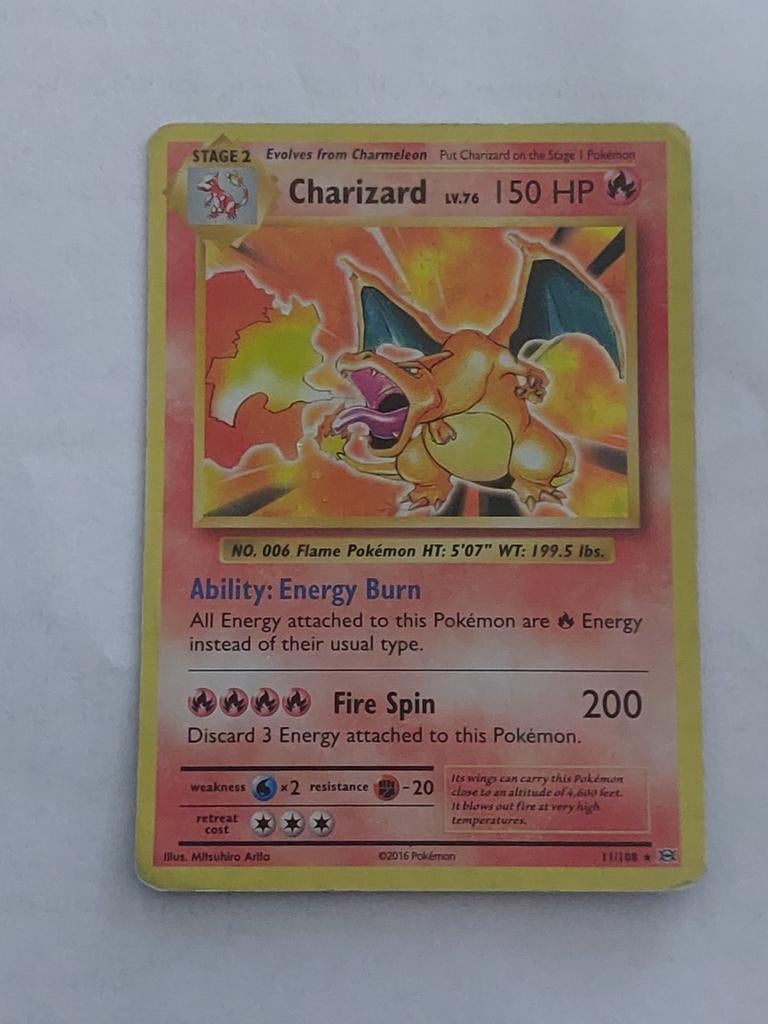 STAGE 2 Evolves from Charmeleon Put Charizard on the Stage 1 Pokémon
Charizard LV.76 150 HP
NO. 006 Flame Pokémon HT: 5'07" WT: 199.5 lbs.
Ability: Energy Burn
All Energy attached to this Pokémon are Energy
instead of their usual type.
Fire Spin 200
Discard 3 Energy attached to this Pokémon.
weakness ×2 resistance -20
retreat
cost
Its wings can carry this Pokémon
close to an altitude of 4,600 feet.
It blows out fire at very high
temperatures.
Illus. Mitsuhiro Arita ©2016 Pokémon 11/108